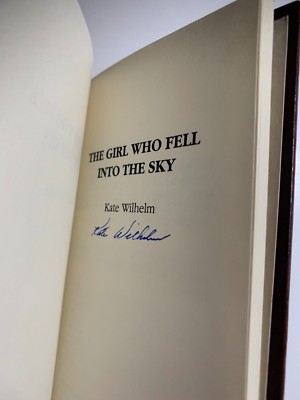 THE GIRL WHO FELL
INTO THE SKY
Kate Wilhelm
Kate Wilhelm